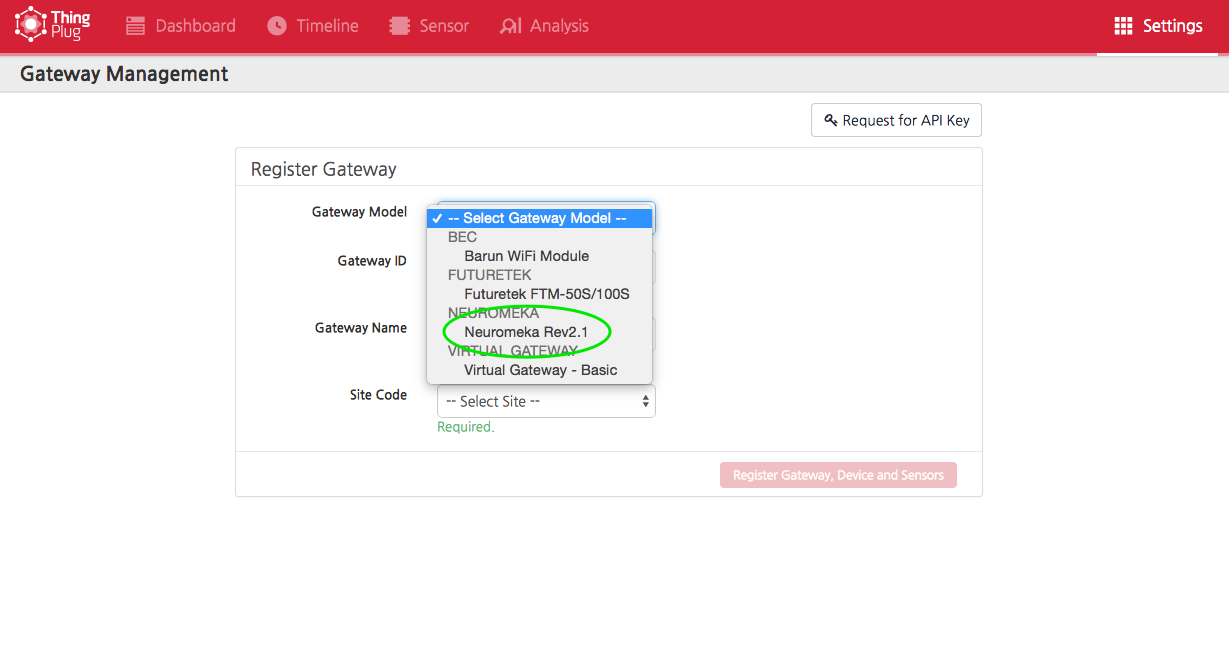 Thing
Plug
Dashboard
Timeline
Sensor
Analysis
Settings
Gateway Management
Request for API Key
Register Gateway
Gateway Model
-- Select Gateway Model --
BEC
Barun WiFi Module
Gateway ID
FUTURETEK
Futuretek FTM-50S/100S
NEUROMEKA
Gateway Name
Neuromeka Rev2.1
VIRTUAL GATEWAY
Virtual Gateway - Basic
Site Code
-- Select Site --
Required.
Register Gateway, Device and Sensors